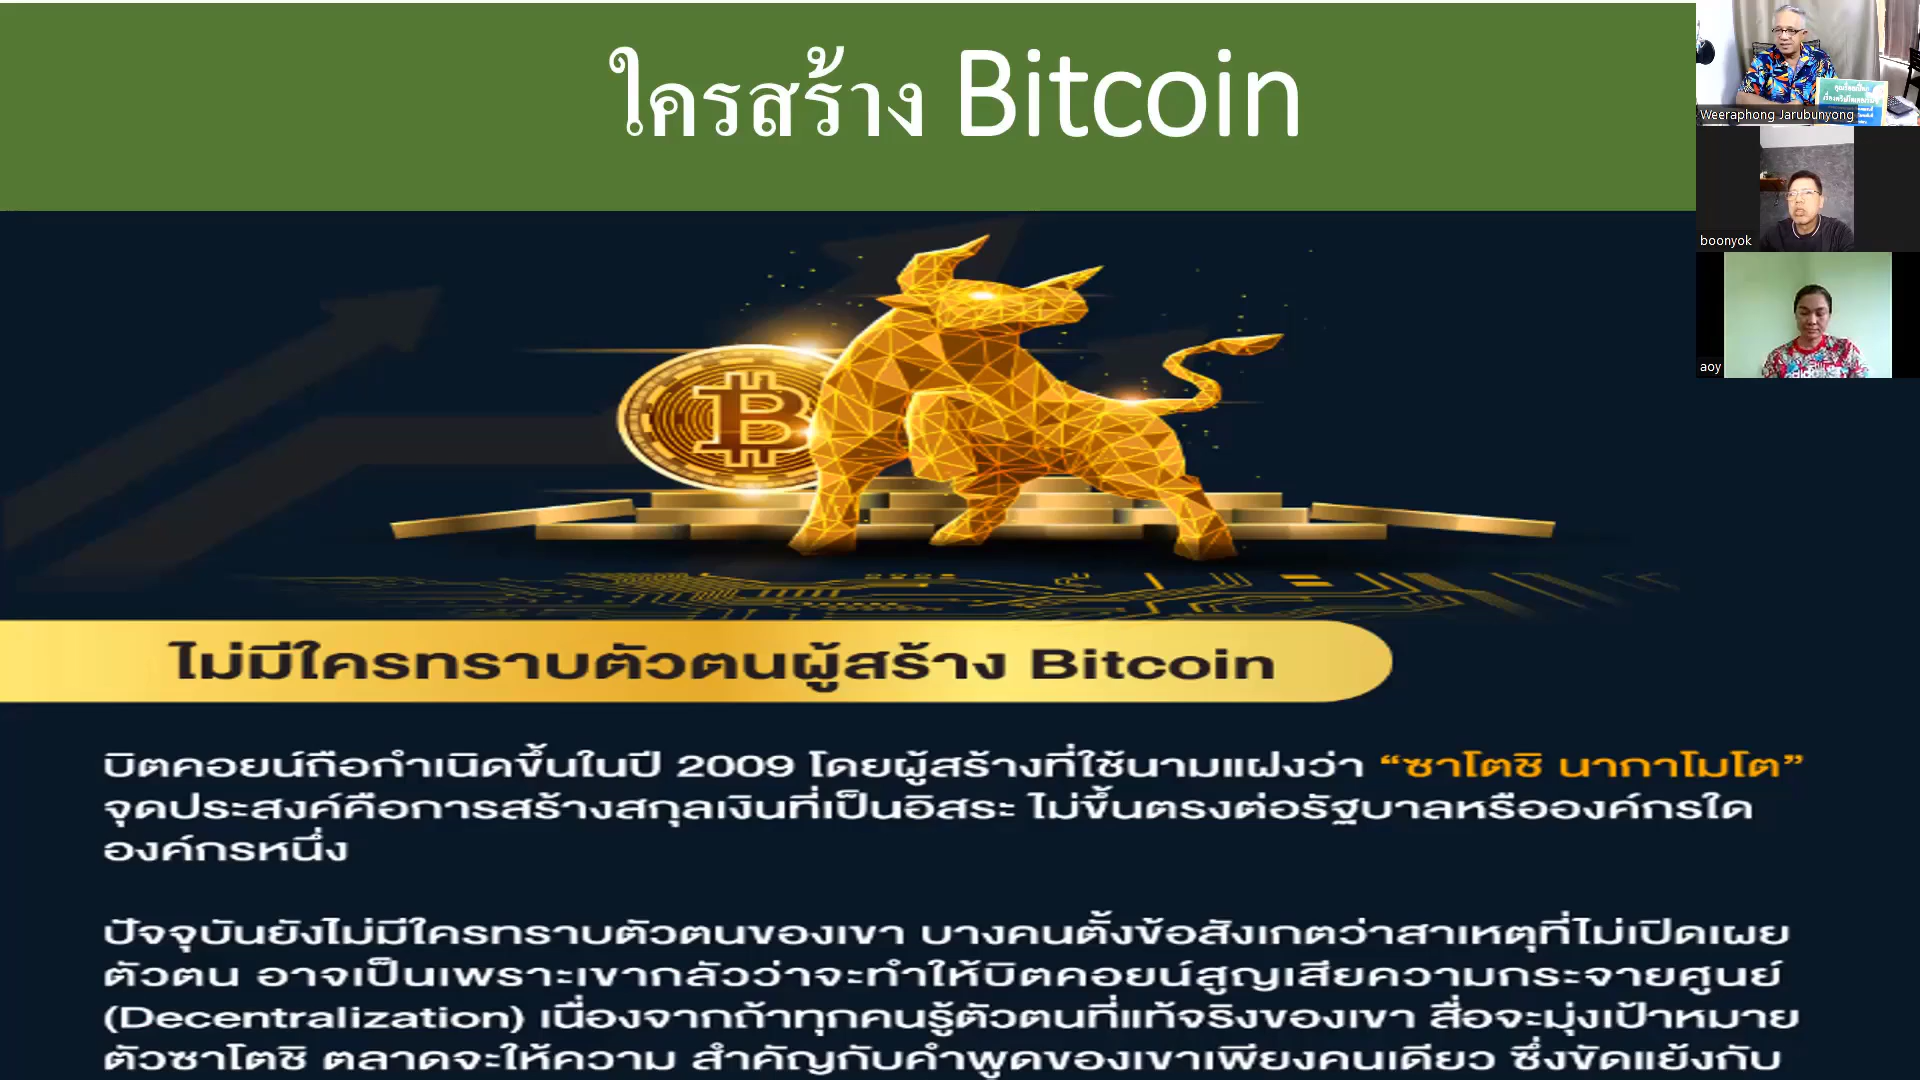 ใครสร้าง Bitcoin
ไม่มีใครทราบตัวตนผู้สร้าง Bitcoin
บิตคอยน์ถือกำเนิดขึ้นในปี 2009 โดยผู้สร้างที่ใช้นามแฝงว่า “ซาโตชิ นากาโมโต”
จุดประสงค์คือการสร้างสกุลเงินที่เป็นอิสระ ไม่ขึ้นตรงต่อรัฐบาลหรือองค์กรใด
องค์กรหนึ่ง
ปัจจุบันยังไม่มีใครทราบตัวตนของเขา บางคนตั้งข้อสังเกตว่าสาเหตุที่ไม่เปิดเผย
ตัวตน อาจเป็นเพราะเขากลัวว่าจะทำให้บิตคอยน์สูญเสียความกระจายศูนย์
(Decentralization) เนื่องจากถ้าทุกคนรู้ตัวตนที่แท้จริงของเขา สื่อจะมุ่งเป้าหมาย
ตัวซาโตชิ ตลาดจะให้ความ สำคัญกับคำพูดของเขาเพียงคนเดียว ซึ่งขัดแย้งกับ
Weeraphong Jarubunyong
boonyok
aoy
adidas